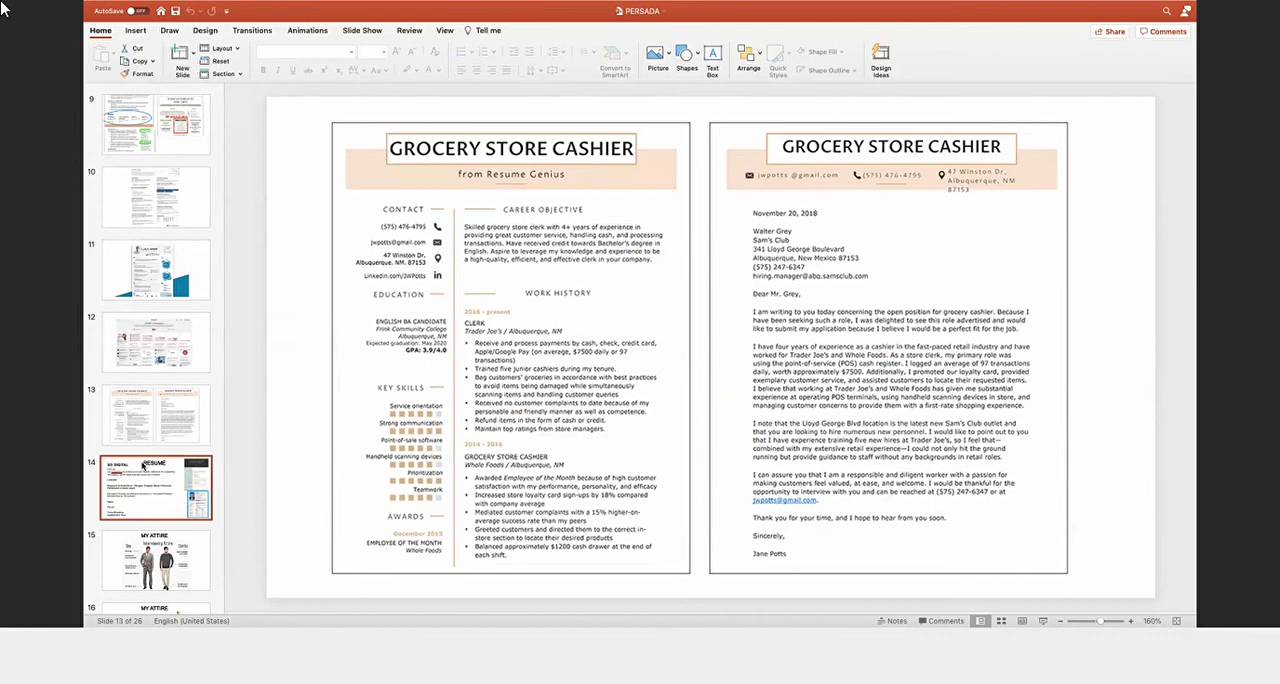 AutoSave OFF
PERSADA
Home Insert Draw Design Transitions Animations Slide Show Review View Tell me
Share Comments
Paste
Cut
Copy
Format
New Slide
Layout
Reset
Section
Convert to SmartArt
Picture
Shapes
Text Box
Arrange
Quick Styles
Shape Fill
Shape Outline
Design Ideas
9
10
11
12
13
14
RESUME
GO DIGITAL
15
MY ATTIRE
16
MY ATTIRE
GROCERY STORE CASHIER
from Resume Genius
CONTACT
(575) 476-4795
jwpotts@gmail.com
47 Winston Dr,
Albuquerque, NM, 87153
Linkedin.com/JWPotts
EDUCATION
ENGLISH BA CANDIDATE
Frink Community College
Albuquerque, NM
Expected graduation: May 2020
GPA: 3.9/4.0
KEY SKILLS
Service orientation
Strong communication
Point-of-sale software
Handheld scanning devices
Prioritization
Teamwork
AWARDS
December 2015
EMPLOYEE OF THE MONTH
Whole Foods
CAREER OBJECTIVE
Skilled grocery store clerk with 4+ years of experience in
providing great customer service, handling cash, and processing
transactions. Have received credit towards Bachelor's degree in
English. Aspire to leverage my knowledge and experience to be
a high-quality, efficient, and effective clerk in your company.
WORK HISTORY
2016 - present
CLERK
Trader Joe's / Albuquerque, NM
• Receive and process payments by cash, check, credit card,
Apple/Google Pay (on average, $7500 daily or 97
transactions)
• Trained five junior cashiers during my tenure.
• Bag customers' groceries in accordance with best practices
to avoid items being damaged while simultaneously
scanning items and handling customer queries
• Received no customer complaints to date because of my
personable and friendly manner as well as competence.
• Refund items in the form of cash or credit.
• Maintain top ratings from store managers.
2014 - 2016
GROCERY STORE CASHIER
Whole Foods / Albuquerque, NM
• Awarded Employee of the Month because of high customer
satisfaction with my performance, personality, and efficacy
• Increased store loyalty card sign-ups by 18% compared
with company average
• Mediated customer complaints with a 15% higher-on-
average success rate than my peers
• Greeted customers and directed them to the correct in-
store section to locate their desired products
• Balanced approximately $1200 cash drawer at the end of
each shift.
GROCERY STORE CASHIER
jwpotts @gmail.com
(575) 476-4795
47 Winston Dr,
Albuquerque, NM
87153
November 20, 2018
Walter Grey
Sam's Club
341 Lloyd George Boulevard
Albuquerque, New Mexico 87153
(575) 247-6347
hiring.manager@abq.samsclub.com
Dear Mr. Grey,
I am writing to you today concerning the open position for grocery cashier. Because I
have been seeking such a role, I was delighted to see this role advertised and would
like to submit my application because I believe I would be a perfect fit for the job.
I have four years of experience as a cashier in the fast-paced retail industry and have
worked for Trader Joe's and Whole Foods. As a store clerk, my primary role was
using the point-of-service (POS) cash register. I logged an average of 97 transactions
daily, worth approximately $7500. Additionally, I promoted our loyalty card, provided
exemplary customer service, and assisted customers to locate their requested items.
I believe that working at Trader Joe's and Whole Foods has given me substantial
experience at operating POS terminals, using handheld scanning devices in store, and
managing customer concerns to provide them with a first-rate shopping experience.
I note that the Lloyd George Blvd location is the latest new Sam's Club outlet and
that you are looking to hire numerous new personnel. I would like to point out to you
that I have experience training five new hires at Trader Joe's, so I feel that—
combined with my extensive retail experience—I could not only hit the ground
running but provide guidance to staff without any backgrounds in retail roles.
I can assure you that I am a responsible and diligent worker with a passion for
making customers feel valued, at ease, and welcome. I would be thankful for the
opportunity to interview with you and can be reached at (575) 247-6347 or at
jwpotts@gmail.com.
Thank you for your time, and I hope to hear from you soon.
Sincerely,
Jane Potts
Slide 13 of 26 English (United States)
Notes Comments 160%